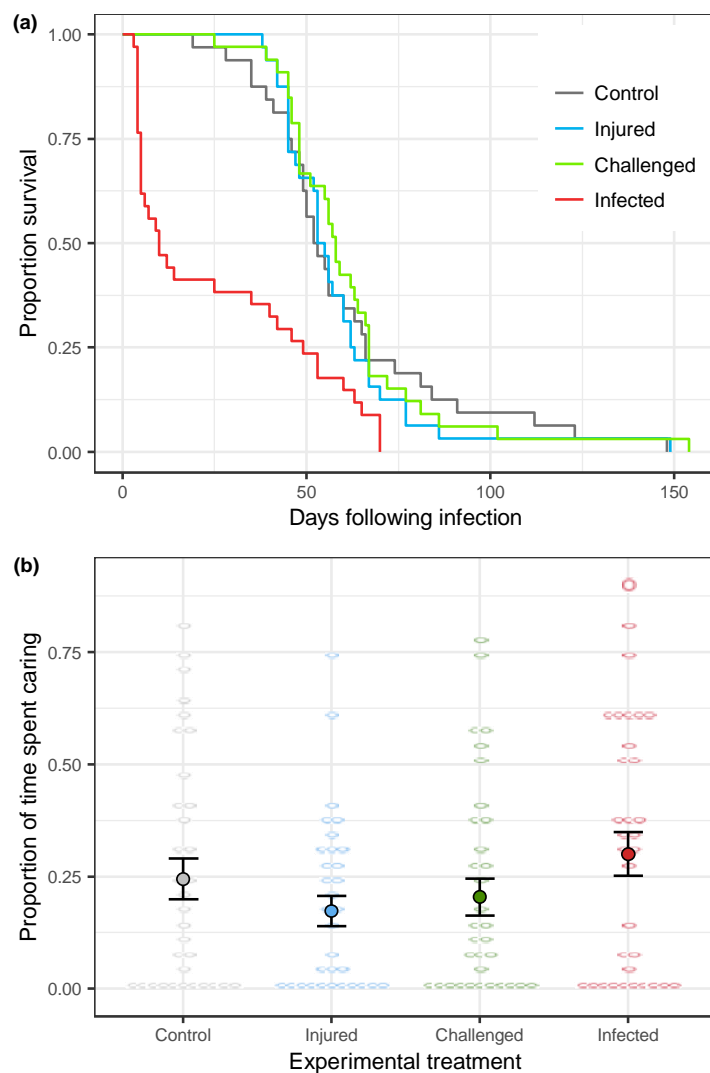 (a)
1.00
0.75
0.50
0.25
0.00
Proportion survival
Control
Injured
Challenged
Infected
0 50 100 150
Days following infection
(b)
0.75
0.50
0.25
0.00
Proportion of time spent caring
Control Injured Challenged Infected
Experimental treatment